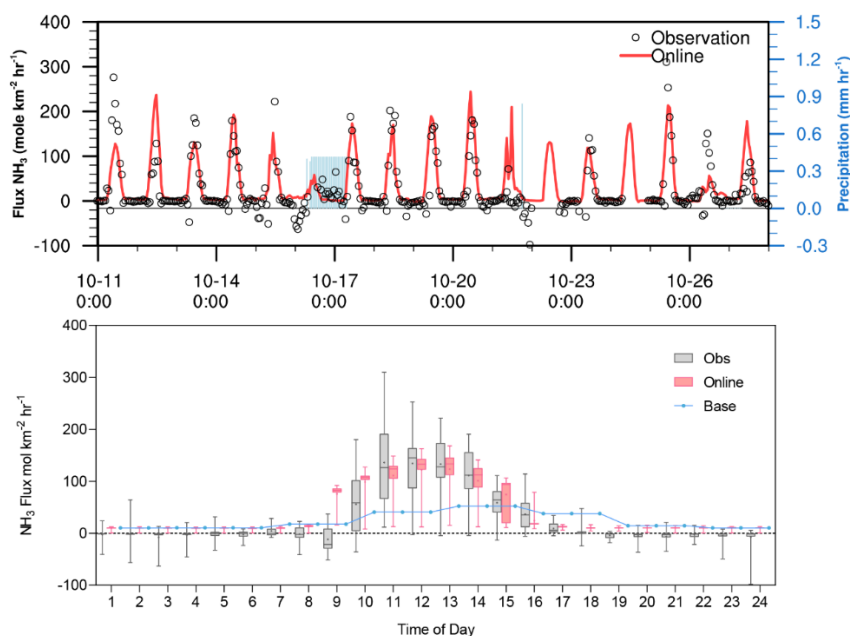 400
300
200
100
0
-100
Flux NH₃ (mole km⁻² hr⁻¹)
Observation
Online
1.5
1.2
0.9
0.6
0.3
0.0
-0.3
Precipitation (mm hr⁻¹)
10-11 10-14 10-17 10-20 10-23 10-26
0:00 0:00 0:00 0:00 0:00 0:00
400
300
200
100
0
-100
NH₃ Flux mol km⁻² hr⁻¹
Obs
Online
Base
1 2 3 4 5 6 7 8 9 10 11 12 13 14 15 16 17 18 19 20 21 22 23 24
Time of Day